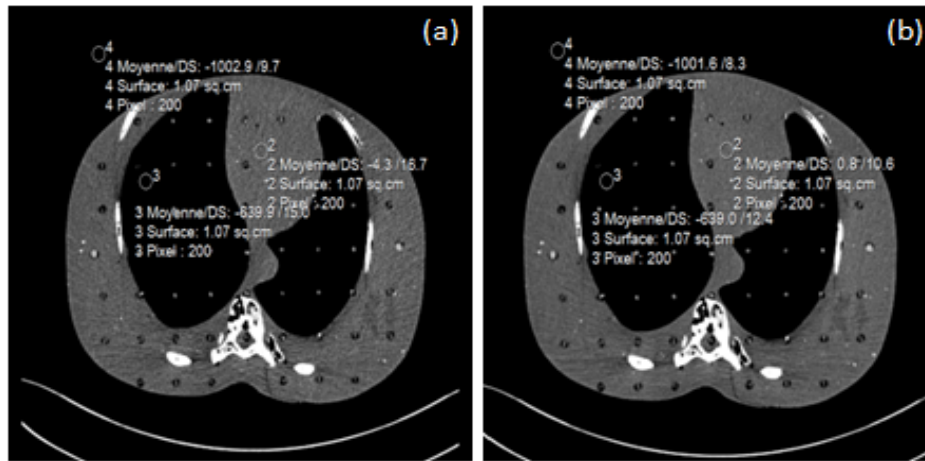 (a)
4
4 Moyenne/DS: -1002.9 /9.7
4 Surface: 1.07 sq.cm
4 Pixel : 200
2
2 Moyenne/DS: -4.3 /16.7
2 Surface: 1.07 sq.cm
2 Pixel : 200
3
3 Moyenne/DS: -639.9 /15.0
3 Surface: 1.07 sq.cm
3 Pixel : 200
(b)
4
4 Moyenne/DS: -1001.6 /8.3
4 Surface: 1.07 sq.cm
4 Pixel : 200
2
2 Moyenne/DS: 0.8 /10.6
2 Surface: 1.07 sq.cm
2 Pixel : 200
3
3 Moyenne/DS: -639.0 /12.4
3 Surface: 1.07 sq.cm
3 Pixel : 200